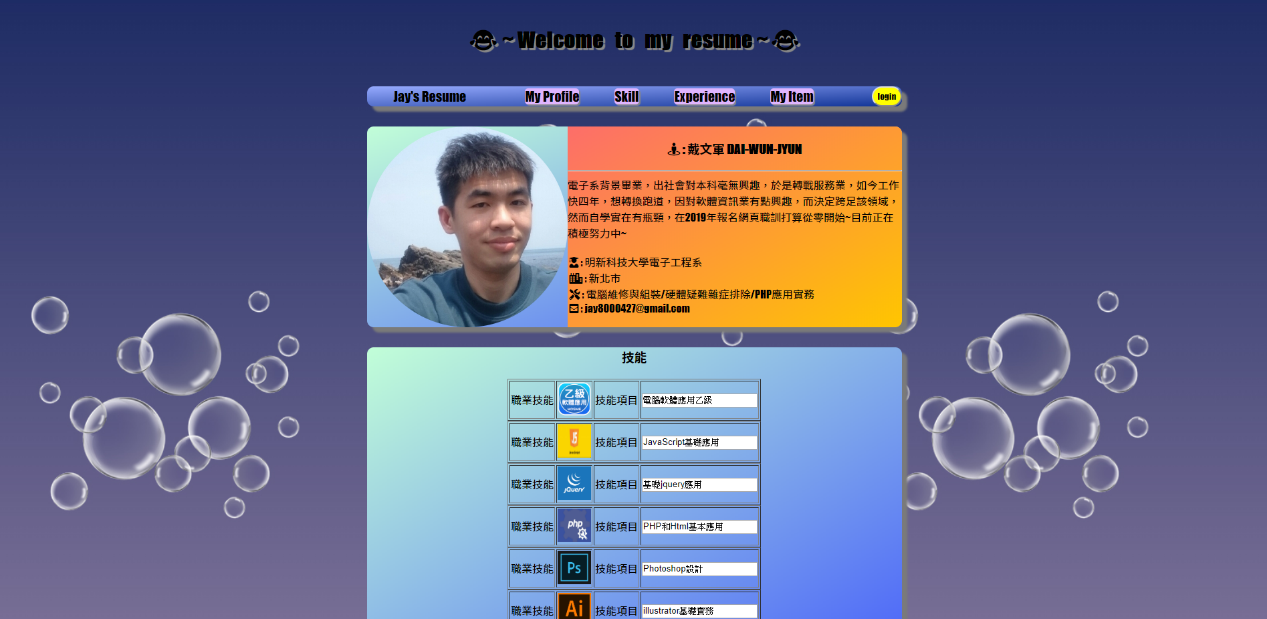 ~Welcome to my resume~
Jay's Resume My Profile Skill Experience My Item login
: 戴文軍 DAI-WUN-JYUN
電子系背景畢業，出社會對本科毫無興趣，於是轉戰服務業，如今工作
快四年，想轉換跑道，因對軟體資訊業有點興趣，而決定跨足該領域，
然而自學實在有瓶頸，在2019年報名網頁職訓打算從零開始~目前正在
積極努力中~
: 明新科技大學電子工程系
: 新北市
: 電腦維修與組裝/硬體疑難雜症排除/PHP應用實務
: jay8000427@gmail.com
技能
職業技能 乙級 軟體應用 技能項目 電腦軟體應用乙級
職業技能 技能項目 JavaScript基礎應用
職業技能 jQuery 技能項目 基礎jquery應用
職業技能 php 技能項目 PHP和Html基本應用
職業技能 Ps 技能項目 Photoshop設計
職業技能 Ai 技能項目 illustrator基礎實務